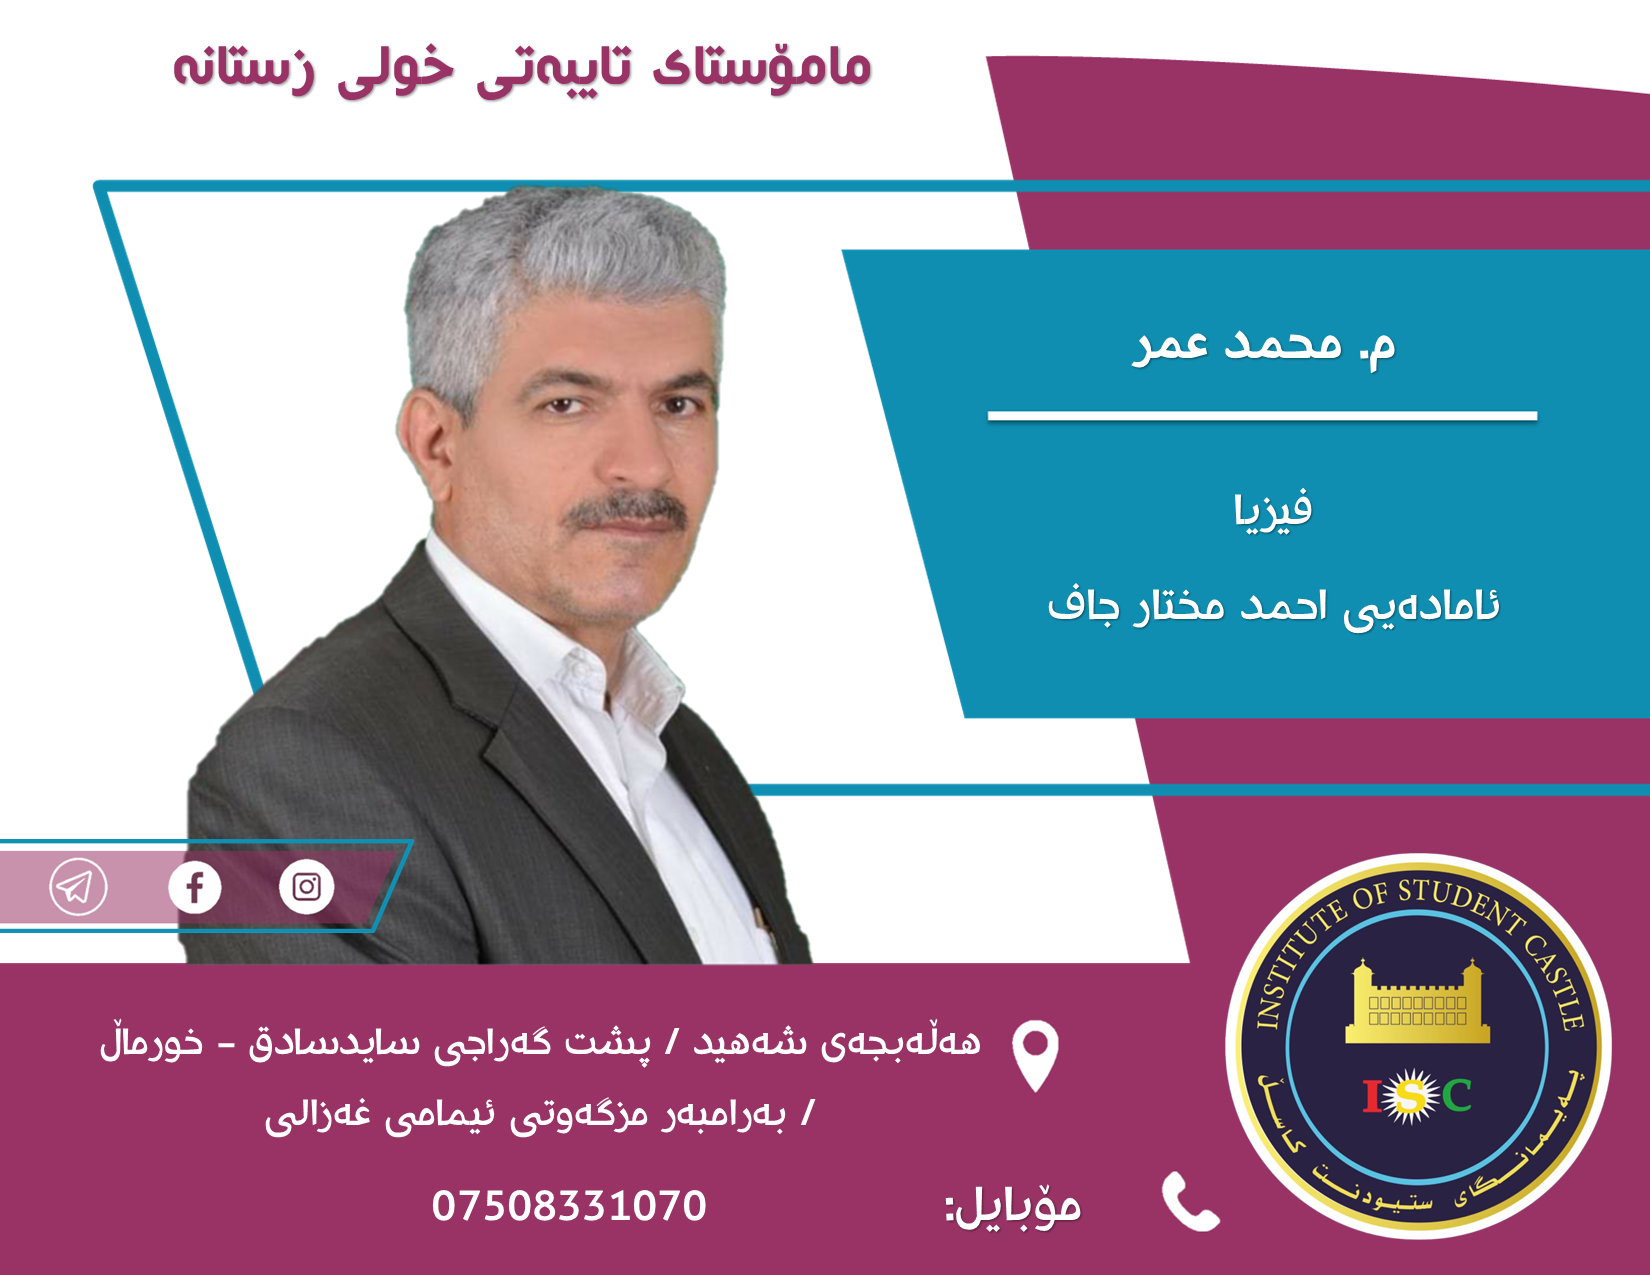 مامۆستای تایبەتی خولی زستانە
م. محمد عمر
فیزیا
ئامادەیی احمد مختار جاف
هەڵەبجەی شەهید / پشت گەراجی سایدسادق – خورماڵ
/ بەرامبەر مزگەوتی ئیمامی غەزالی
مۆبایل: 07508331070
INSTITUTE OF STUDENT CASTLE
ISC
پەیمانگای ستیودنت کاسڵ